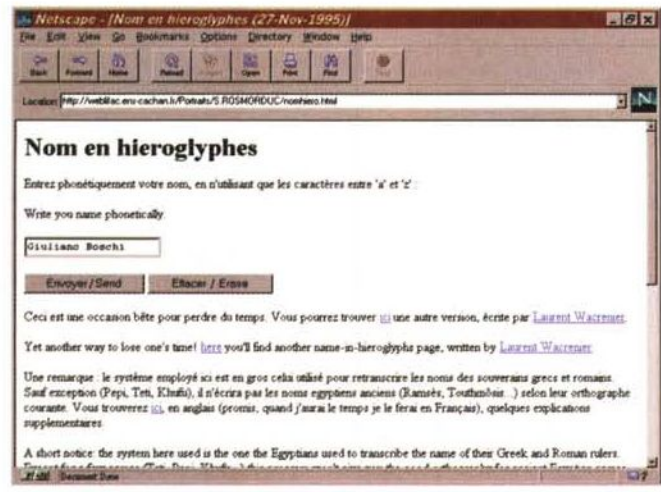 Netscape - [Nom en hieroglyphes (27-Nov-1995)]
File Edit View Go Bookmarks Options Directory Window Help
Back Forward Home Reload Open Print Find Stop
Location: http://weblifac.ens-cachan.fr/Portraits/S.ROSMORDUC/nomhiero.html
Nom en hieroglyphes
Entrez phonétiquement votre nom, en n'utilisant que les caractères entre 'a' et 'z' :
Write you name phonetically.
Giuliano Boschi
Envoyer/Send Effacer / Erase
Ceci est une occasion bête pour perdre du temps. Vous pourrez trouver ici une autre version, écrite par Laurent Wacrenier.
Yet another way to lose one's time! here you'll find another name-in-hieroglyphs page, written by Laurent Wacrenier.
Une remarque : le système employé ici est en gros celui utilisé pour retranscrire les noms des souverains grecs et romains.
Sauf exception (Pepi, Teti, Khufu), il n'écrira pas les noms egyptiens anciens (Ramsès, Touthmôsis...) selon leur orthographe
courante. Vous trouverez ici, en anglais (promis, quand j'aurai le temps je le ferai en Français), quelques explications
supplementaires
A short notice: the system here used is the one the Egyptians used to transcribe the name of their Greek and Roman rulers.
Document: Done